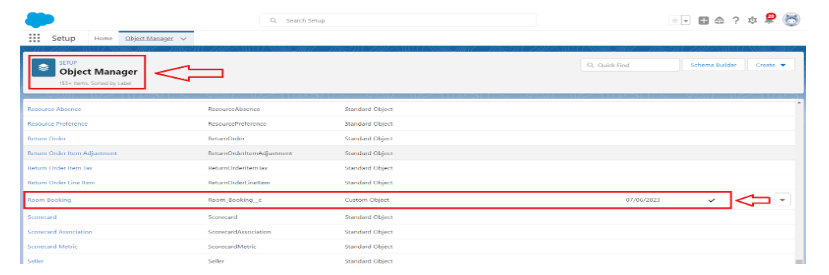 Search Setup
Setup Home Object Manager
SETUP
Object Manager
193+ Items, Sorted by Label
Quick Find Schema Builder Create
Resource Absence ResourceAbsence Standard Object
Resource Preference ResourcePreference Standard Object
Return Order ReturnOrder Standard Object
Return Order Item Adjustment ReturnOrderItemAdjustment Standard Object
Return Order Item Tax ReturnOrderItemTax Standard Object
Return Order Line Item ReturnOrderLineItem Standard Object
Room Booking Room_Booking__c Custom Object 07/06/2023
Scorecard Scorecard Standard Object
Scorecard Association ScorecardAssociation Standard Object
Scorecard Metric ScorecardMetric Standard Object
Seller Seller Standard Object